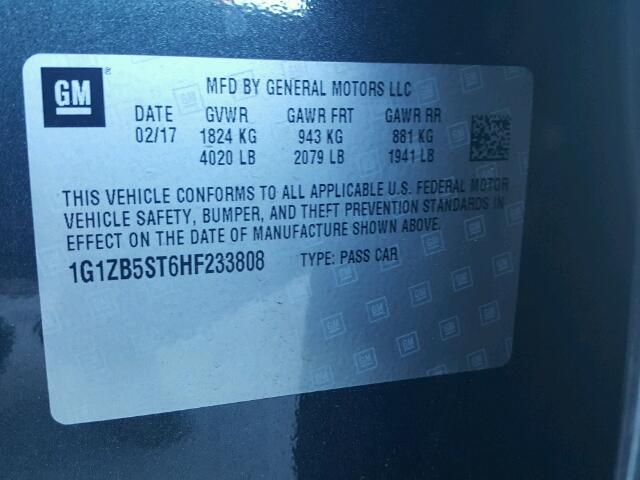 GM
MFD BY GENERAL MOTORS LLC
DATE GVWR GAWR FRT GAWR RR
02/17 1824 KG 943 KG 881 KG
4020 LB 2079 LB 1941 LB
THIS VEHICLE CONFORMS TO ALL APPLICABLE U.S. FEDERAL MOTOR
VEHICLE SAFETY, BUMPER, AND THEFT PREVENTION STANDARDS IN
EFFECT ON THE DATE OF MANUFACTURE SHOWN ABOVE.
1G1ZB5ST6HF233808 TYPE: PASS CAR